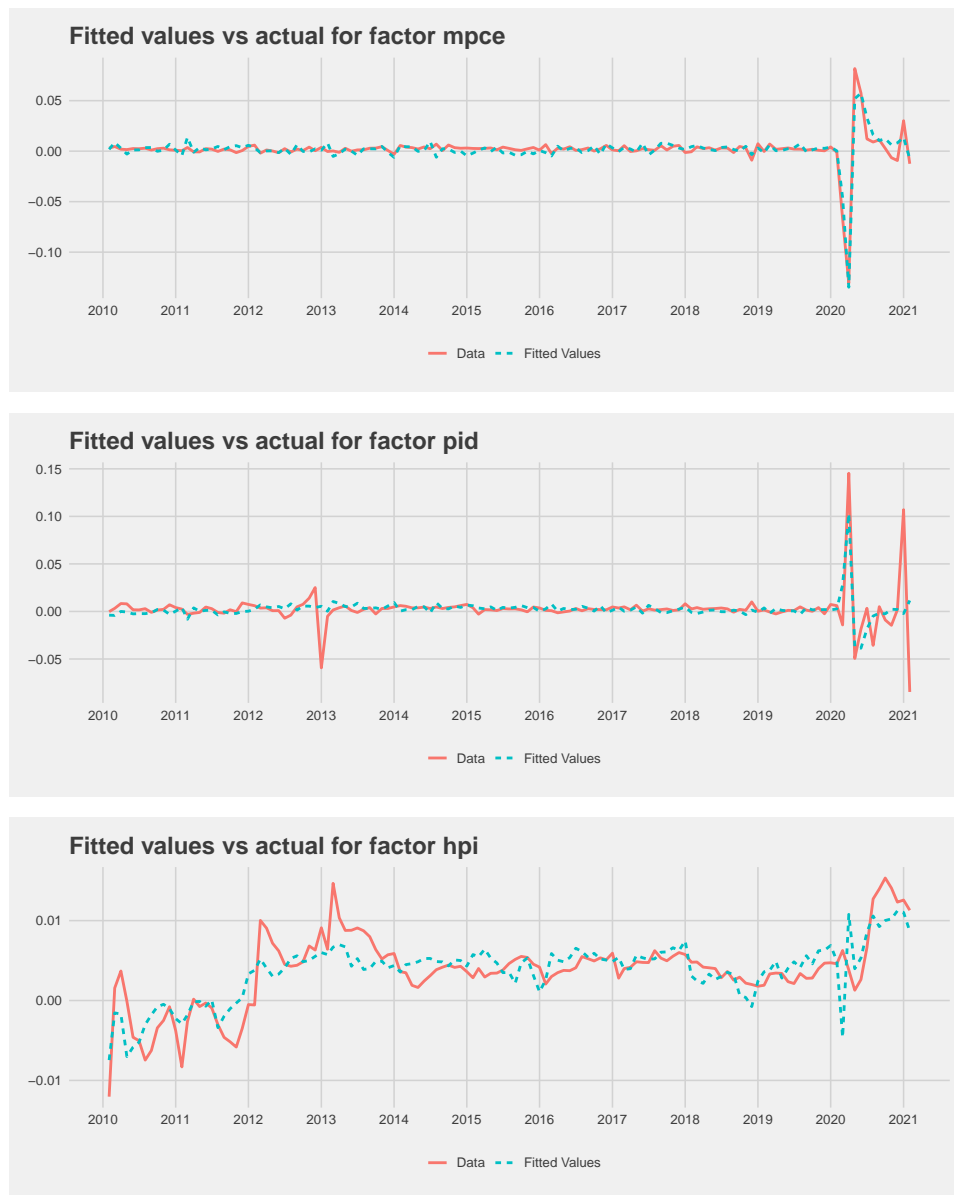 Fitted values vs actual for factor mpce
0.05
0.00
−0.05
−0.10
2010 2011 2012 2013 2014 2015 2016 2017 2018 2019 2020 2021
Data Fitted Values
Fitted values vs actual for factor pid
0.15
0.10
0.05
0.00
−0.05
2010 2011 2012 2013 2014 2015 2016 2017 2018 2019 2020 2021
Data Fitted Values
Fitted values vs actual for factor hpi
0.01
0.00
−0.01
2010 2011 2012 2013 2014 2015 2016 2017 2018 2019 2020 2021
Data Fitted Values